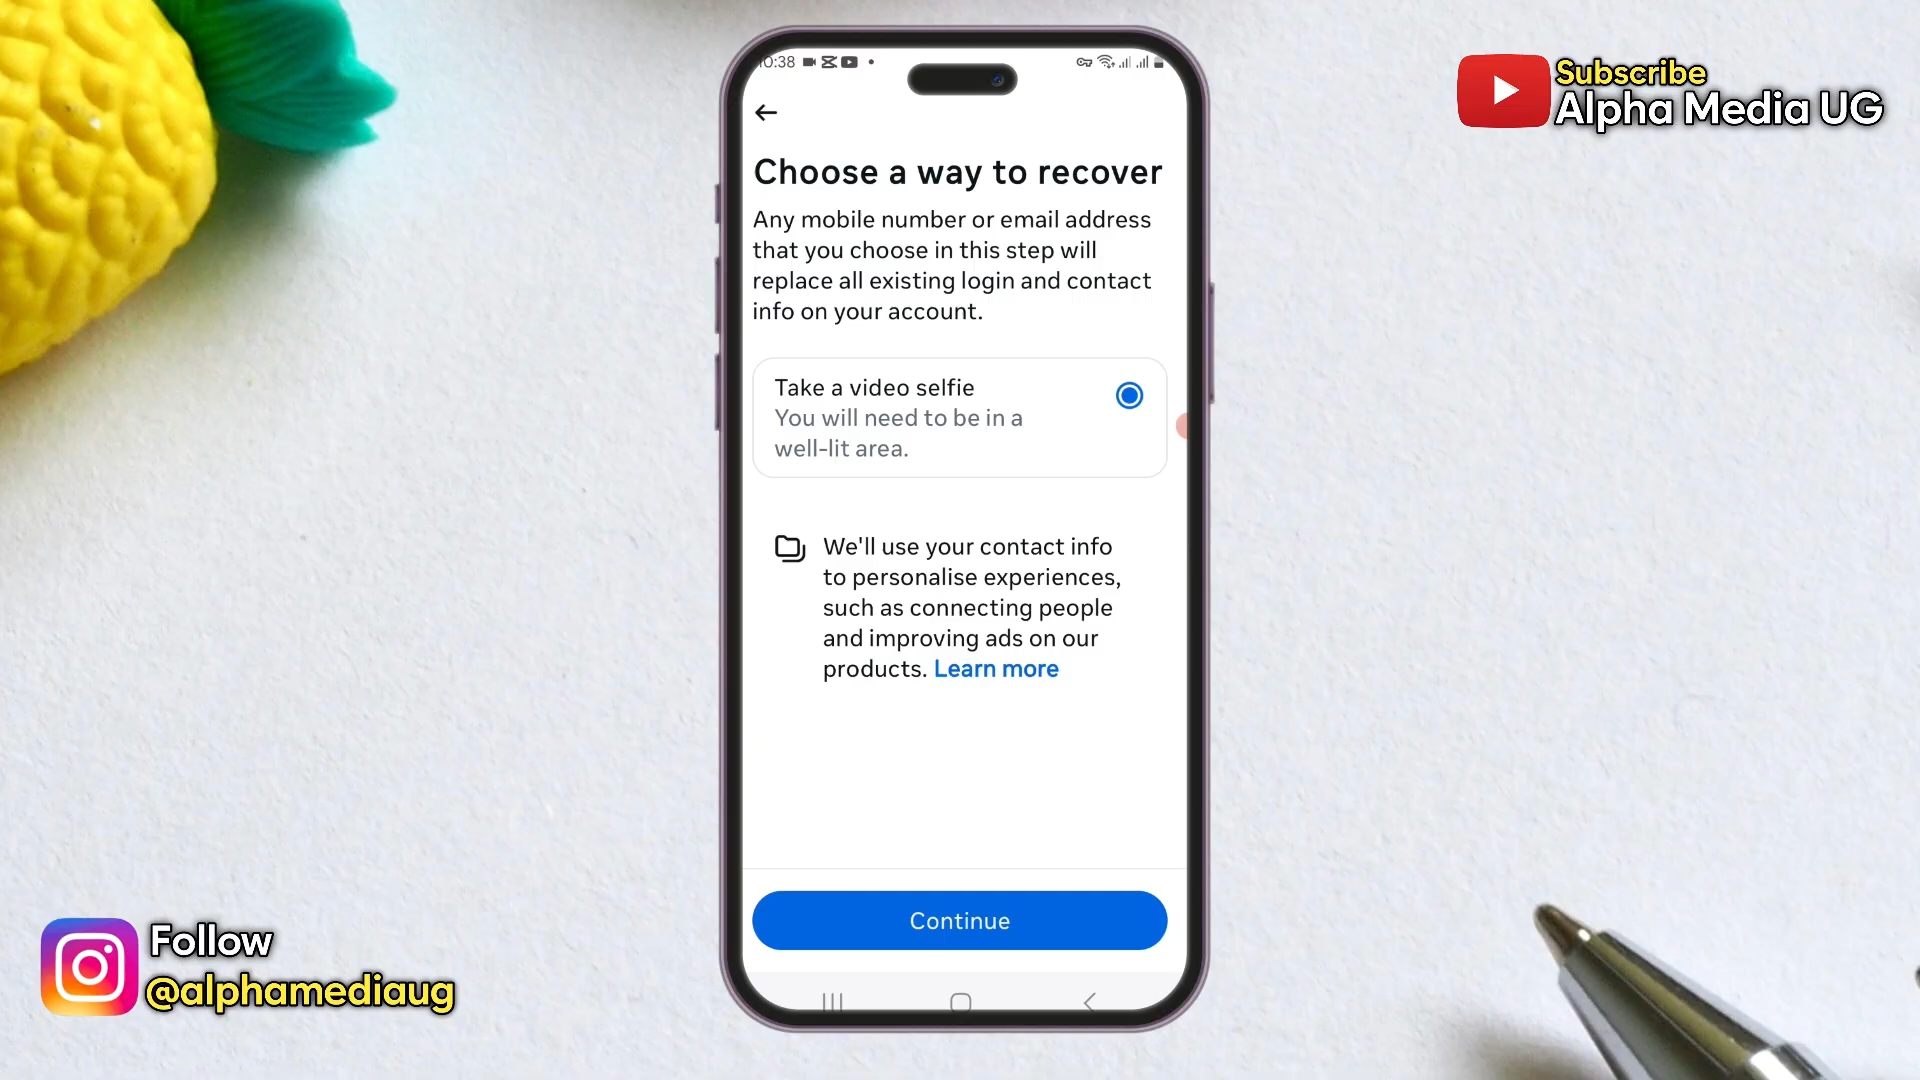 Subscribe
Alpha Media UG
10:38
Choose a way to recover
Any mobile number or email address
that you choose in this step will
replace all existing login and contact
info on your account.
Take a video selfie
You will need to be in a
well-lit area.
We'll use your contact info
to personalise experiences,
such as connecting people
and improving ads on our
products. Learn more
Continue
Follow
@alphamediaug